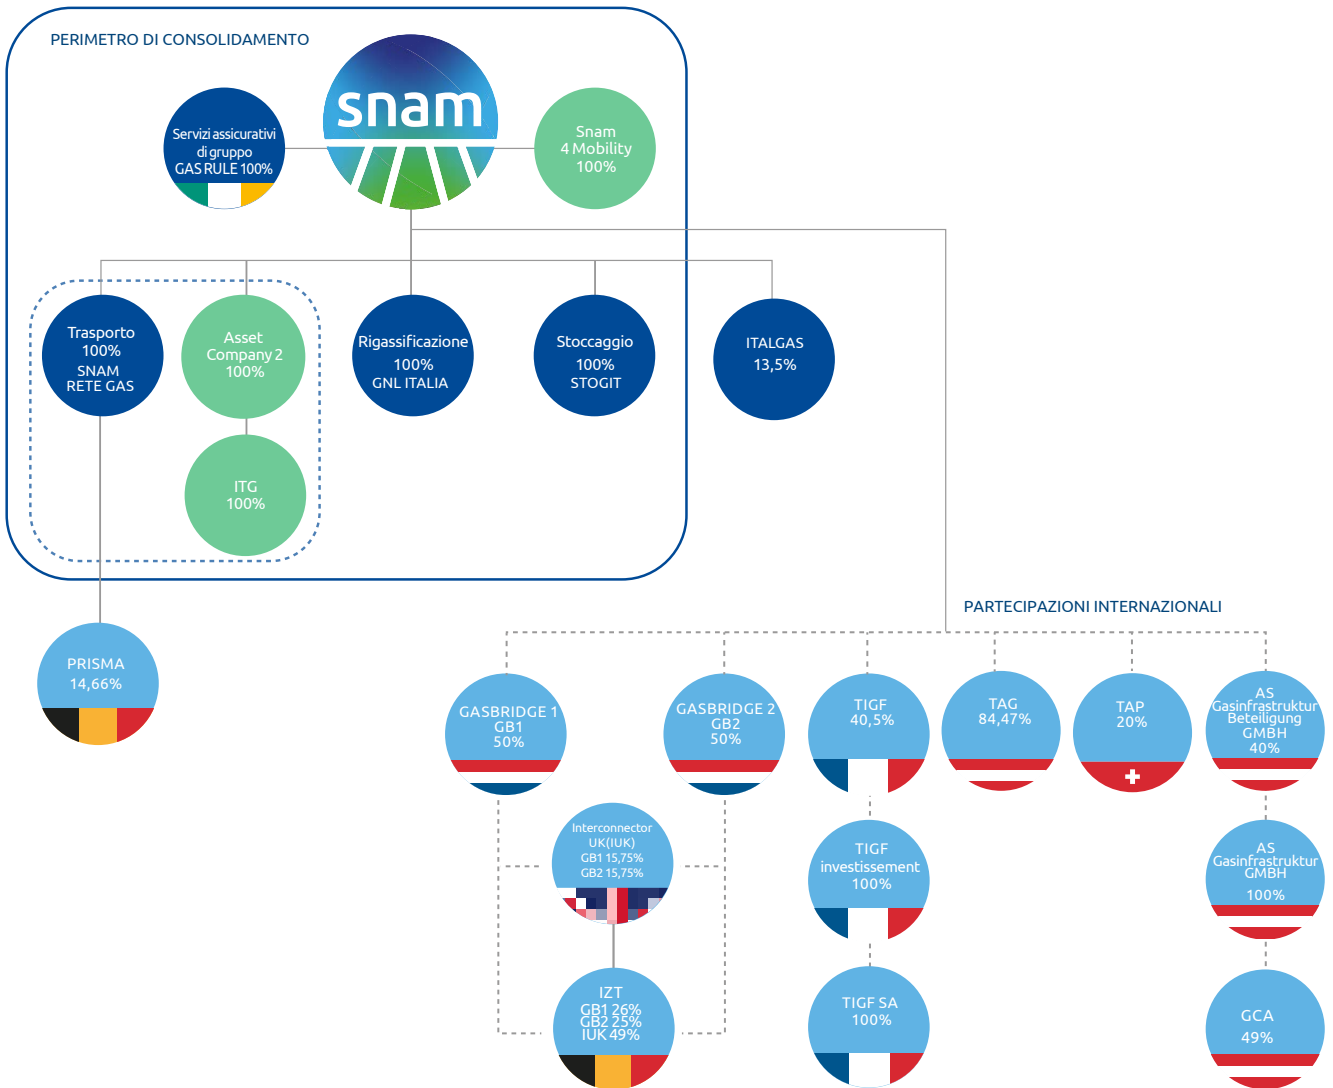 PERIMETRO DI CONSOLIDAMENTO
snam
Servizi assicurativi
di gruppo
GAS RULE 100%
Snam
4 Mobility
100%
Trasporto
100%
SNAM
RETE GAS
Asset
Company 2
100%
Rigassificazione
100%
GNL ITALIA
Stoccaggio
100%
STOGIT
ITALGAS
13,5%
ITG
100%
PARTECIPAZIONI INTERNAZIONALI
PRISMA
14,66%
GASBRIDGE 1
GB1
50%
GASBRIDGE 2
GB2
50%
TIGF
40,5%
TAG
84,47%
TAP
20%
AS
Gasinfrastruktur
Beteiligung
GMBH
40%
Interconnector
UK(IUK)
GB1 15,75%
GB2 15,75%
TIGF
investissement
100%
AS
Gasinfrastruktur
GMBH
100%
IZT
GB1 26%
GB2 25%
IUK 49%
TIGF SA
100%
GCA
49%